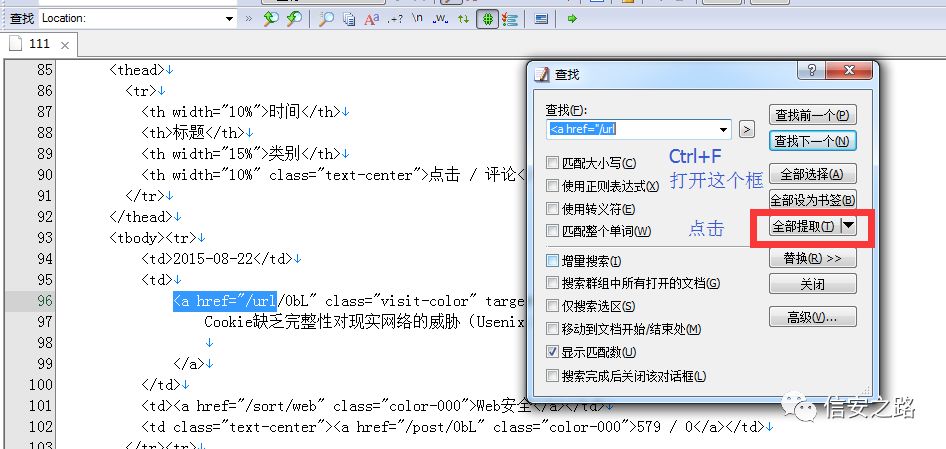 查找 Location:
Aa .+? \n .w.
111
85 <thead>↓
86 <tr>↓
87 <th width="10%">时间</th>↓
88 <th>标题</th>↓
89 <th width="15%">类别</th>↓
90 <th width="10%" class="text-center">点击 / 评论<
91 </tr>↓
92 </thead>↓
93 <tbody><tr>↓
94 <td>2015-08-22</td>↓
95 <td>↓
96 <a href="/url/0bL" class="visit-color" targe
97 Cookie缺乏完整性对现实网络的威胁（Usenix
98 ↓
99 </a>↓
100 </td>↓
101 <td><a href="/sort/web" class="color-000">Web安全</a></td>↓
102 <td class="text-center"><a href="/post/0bL" class="color-000">579 / 0</a></td>↓
103 </tr><tr>↓
查找
查找(F):
<a href="/url
>
匹配大小写(C)
使用正则表达式(X)
使用转义符(E)
匹配整个单词(W)
Ctrl+F
打开这个框
点击
增量搜索(I)
搜索群组中所有打开的文档(G)
仅搜索选区(S)
移动到文档开始/结束处(M)
显示匹配数(U)
搜索完成后关闭该对话框(L)
查找前一个(P)
查找下一个(N)
全部选择(A)
全部设为书签(B)
全部提取(T)
替换(R) >>
关闭
高级(V)...
信安之路